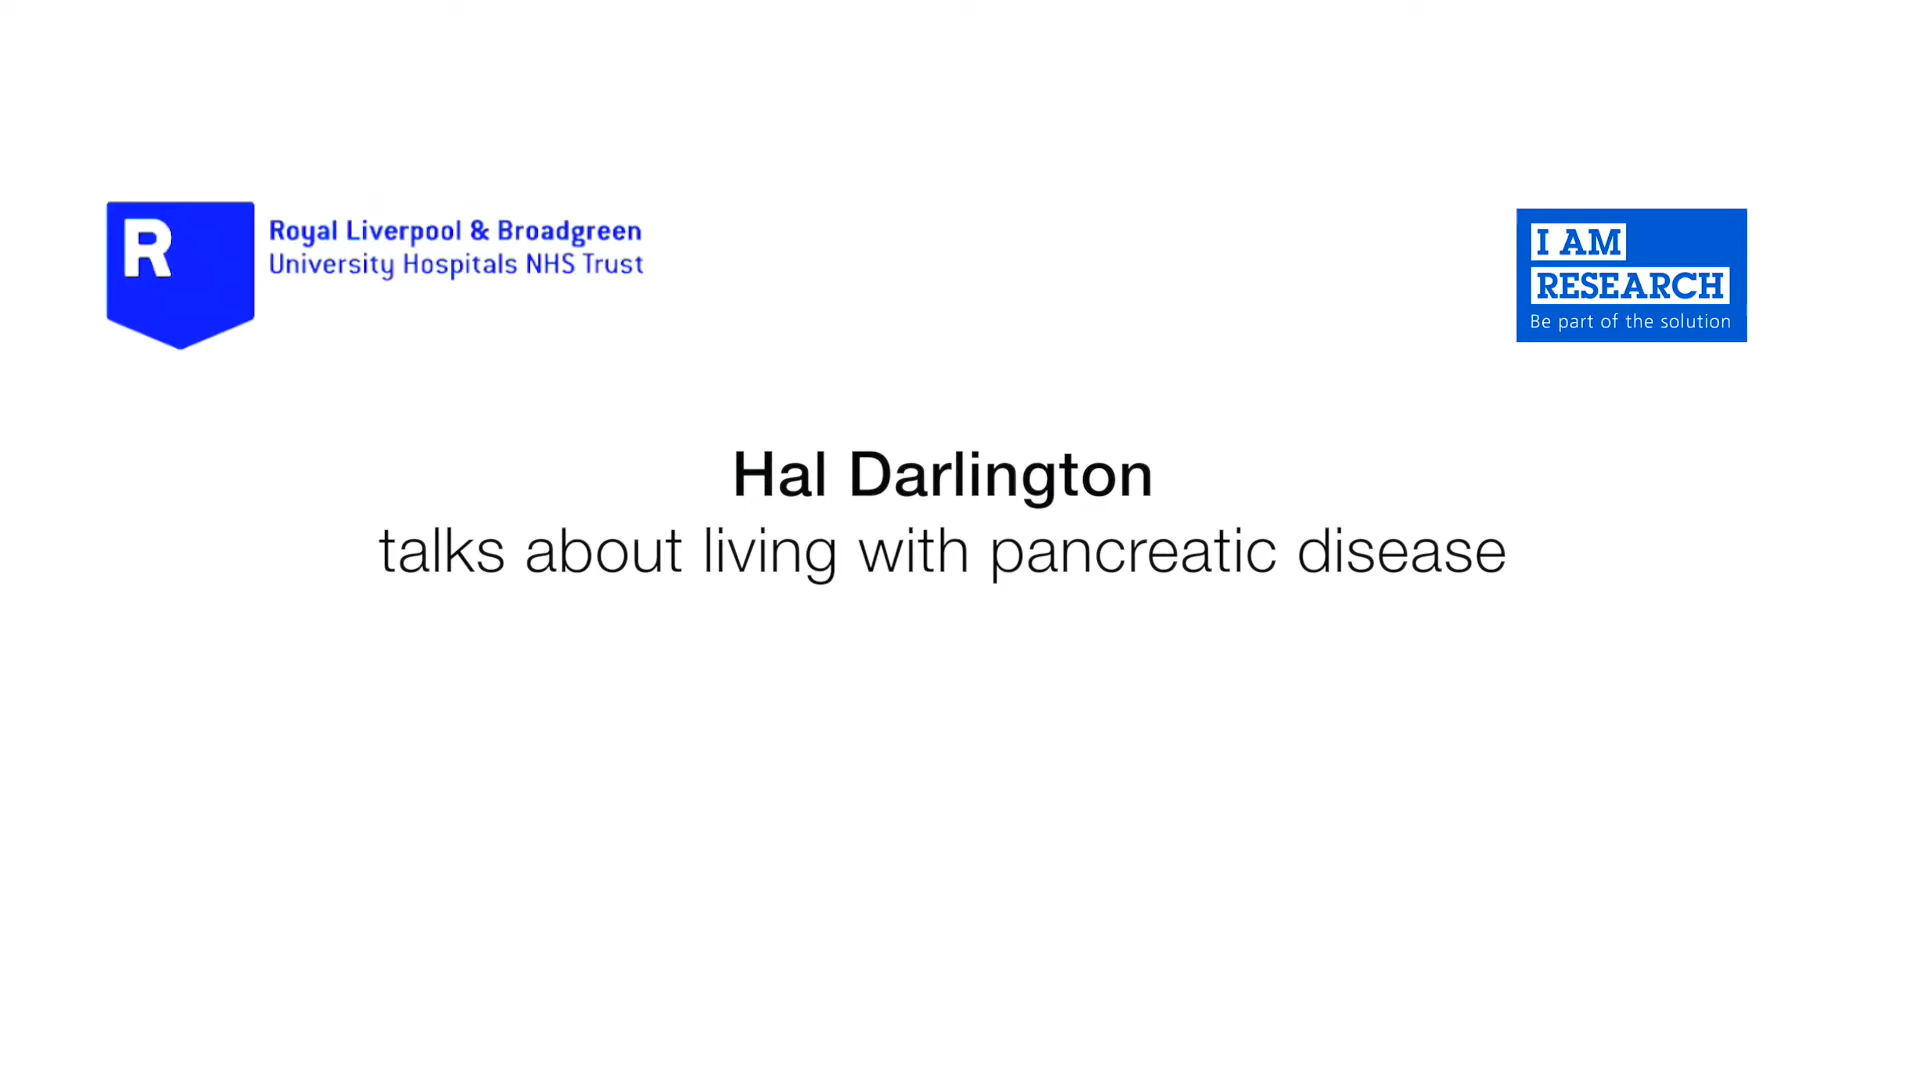 R
Royal Liverpool & Broadgreen
University Hospitals NHS Trust
I AM
RESEARCH
Be part of the solution
Hal Darlington
talks about living with pancreatic disease